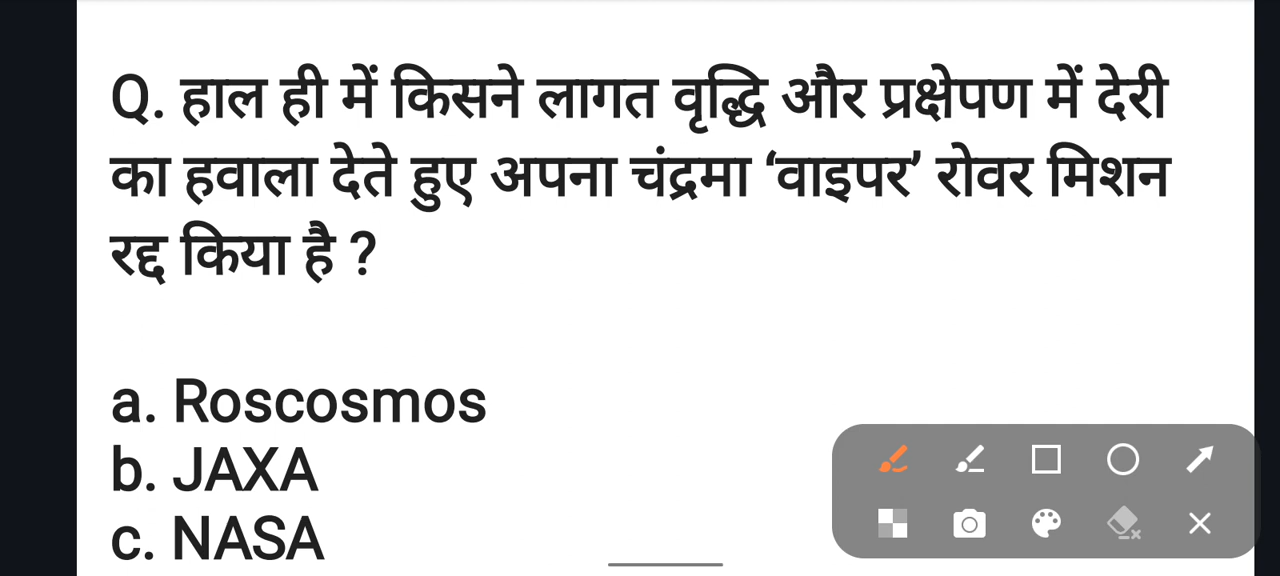 Q. हाल ही में किसने लागत वृद्धि और प्रक्षेपण में देरी
का हवाला देते हुए अपना चंद्रमा ‘वाइपर’ रोवर मिशन
रद्द किया है ?
a. Roscosmos
b. JAXA
c. NASA